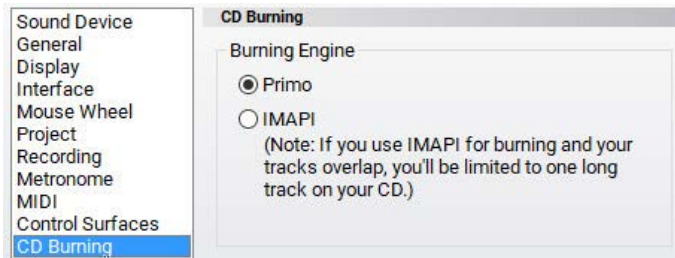 Sound Device
General
Display
Interface
Mouse Wheel
Project
Recording
Metronome
MIDI
Control Surfaces
CD Burning
CD Burning
Burning Engine
Primo
IMAPI
(Note: If you use IMAPI for burning and your
tracks overlap, you'll be limited to one long
track on your CD.)